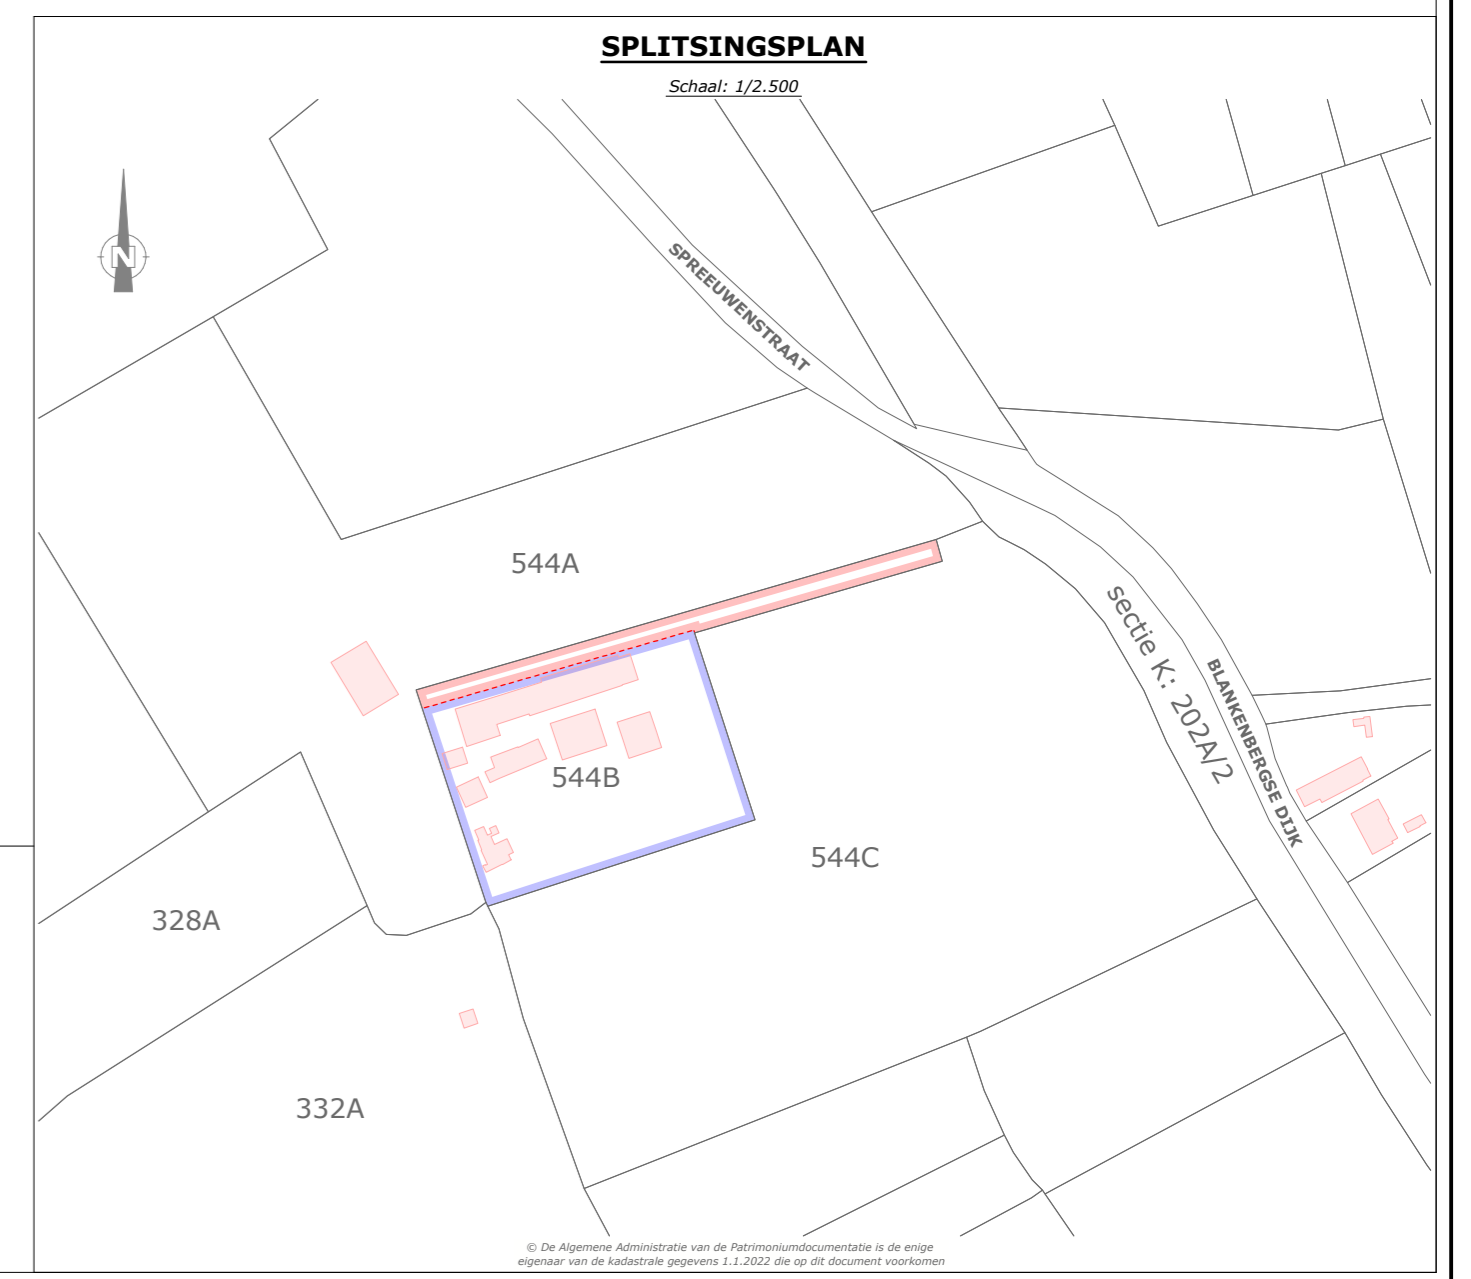 SPLITSINGSPLAN
Schaal: 1/2.500
N
SPREEUWENSTRAAT
544A
sectie K: 202A/2
BLANKENBERGSE DIJK
544B
544C
328A
332A
© De Algemene Administratie van de Patrimoniumdocumentatie is de enige
eigenaar van de kadastrale gegevens 1.1.2022 die op dit document voorkomen